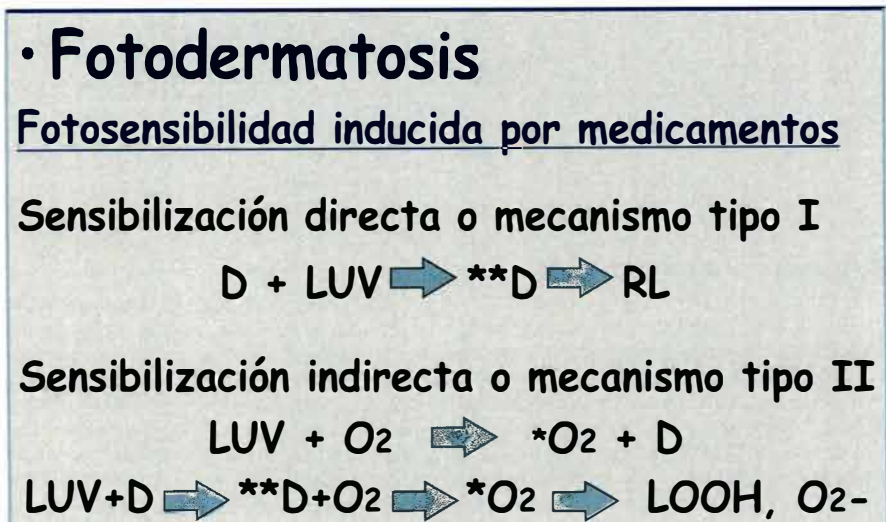 · Fotodermatosis
Fotosensibilidad inducida por medicamentos
Sensibilización directa o mecanismo tipo I
D + LUV **D RL
Sensibilización indirecta o mecanismo tipo II
LUV + O2 *O2 + D
LUV+D **D+O2 *O2 LOOH, O2-